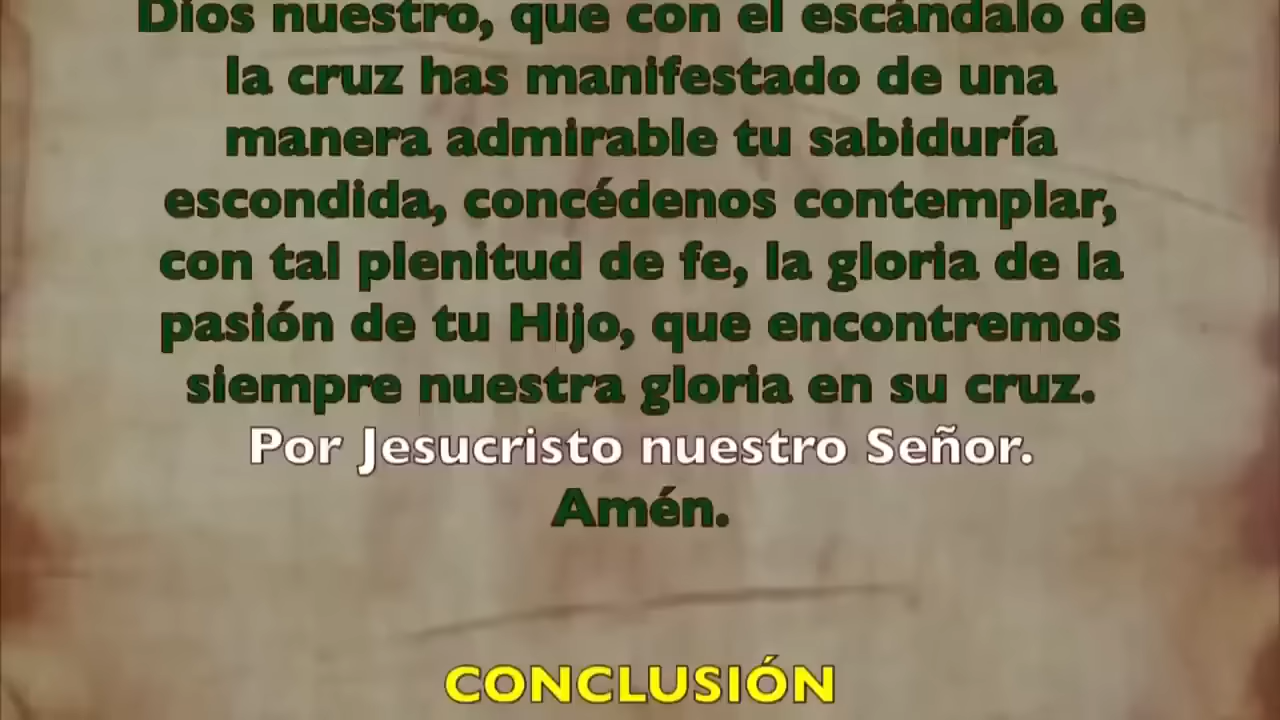 Dios nuestro, que con el escándalo de
la cruz has manifestado de una
manera admirable tu sabiduría
escondida, concédenos contemplar,
con tal plenitud de fe, la gloria de la
pasión de tu Hijo, que encontremos
siempre nuestra gloria en su cruz.
Por Jesucristo nuestro Señor.
Amén.
CONCLUSIÓN